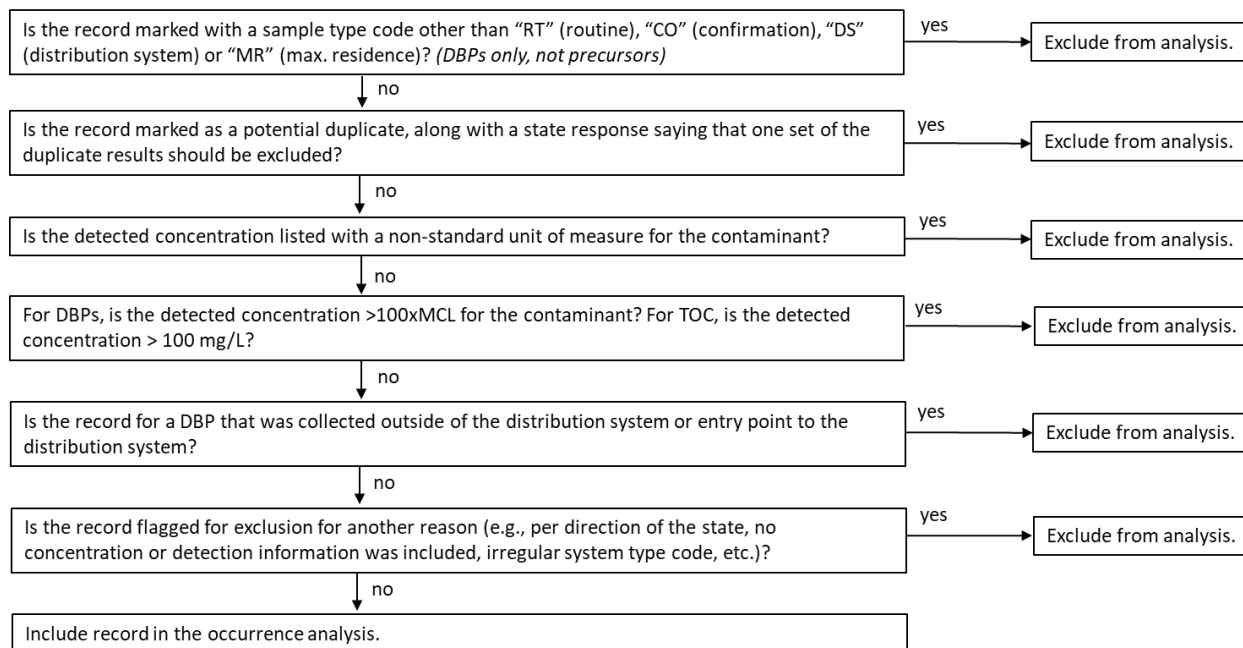 Is the record marked with a sample type code other than “RT” (routine), “CO” (confirmation), “DS”
(distribution system) or “MR” (max. residence)? (DBPs only, not precursors)
yes
Exclude from analysis.
no
Is the record marked as a potential duplicate, along with a state response saying that one set of the
duplicate results should be excluded?
yes
Exclude from analysis.
no
Is the detected concentration listed with a non-standard unit of measure for the contaminant?
yes
Exclude from analysis.
no
For DBPs, is the detected concentration >100xMCL for the contaminant? For TOC, is the detected
concentration > 100 mg/L?
yes
Exclude from analysis.
no
Is the record for a DBP that was collected outside of the distribution system or entry point to the
distribution system?
yes
Exclude from analysis.
no
Is the record flagged for exclusion for another reason (e.g., per direction of the state, no
concentration or detection information was included, irregular system type code, etc.)?
yes
Exclude from analysis.
no
Include record in the occurrence analysis.